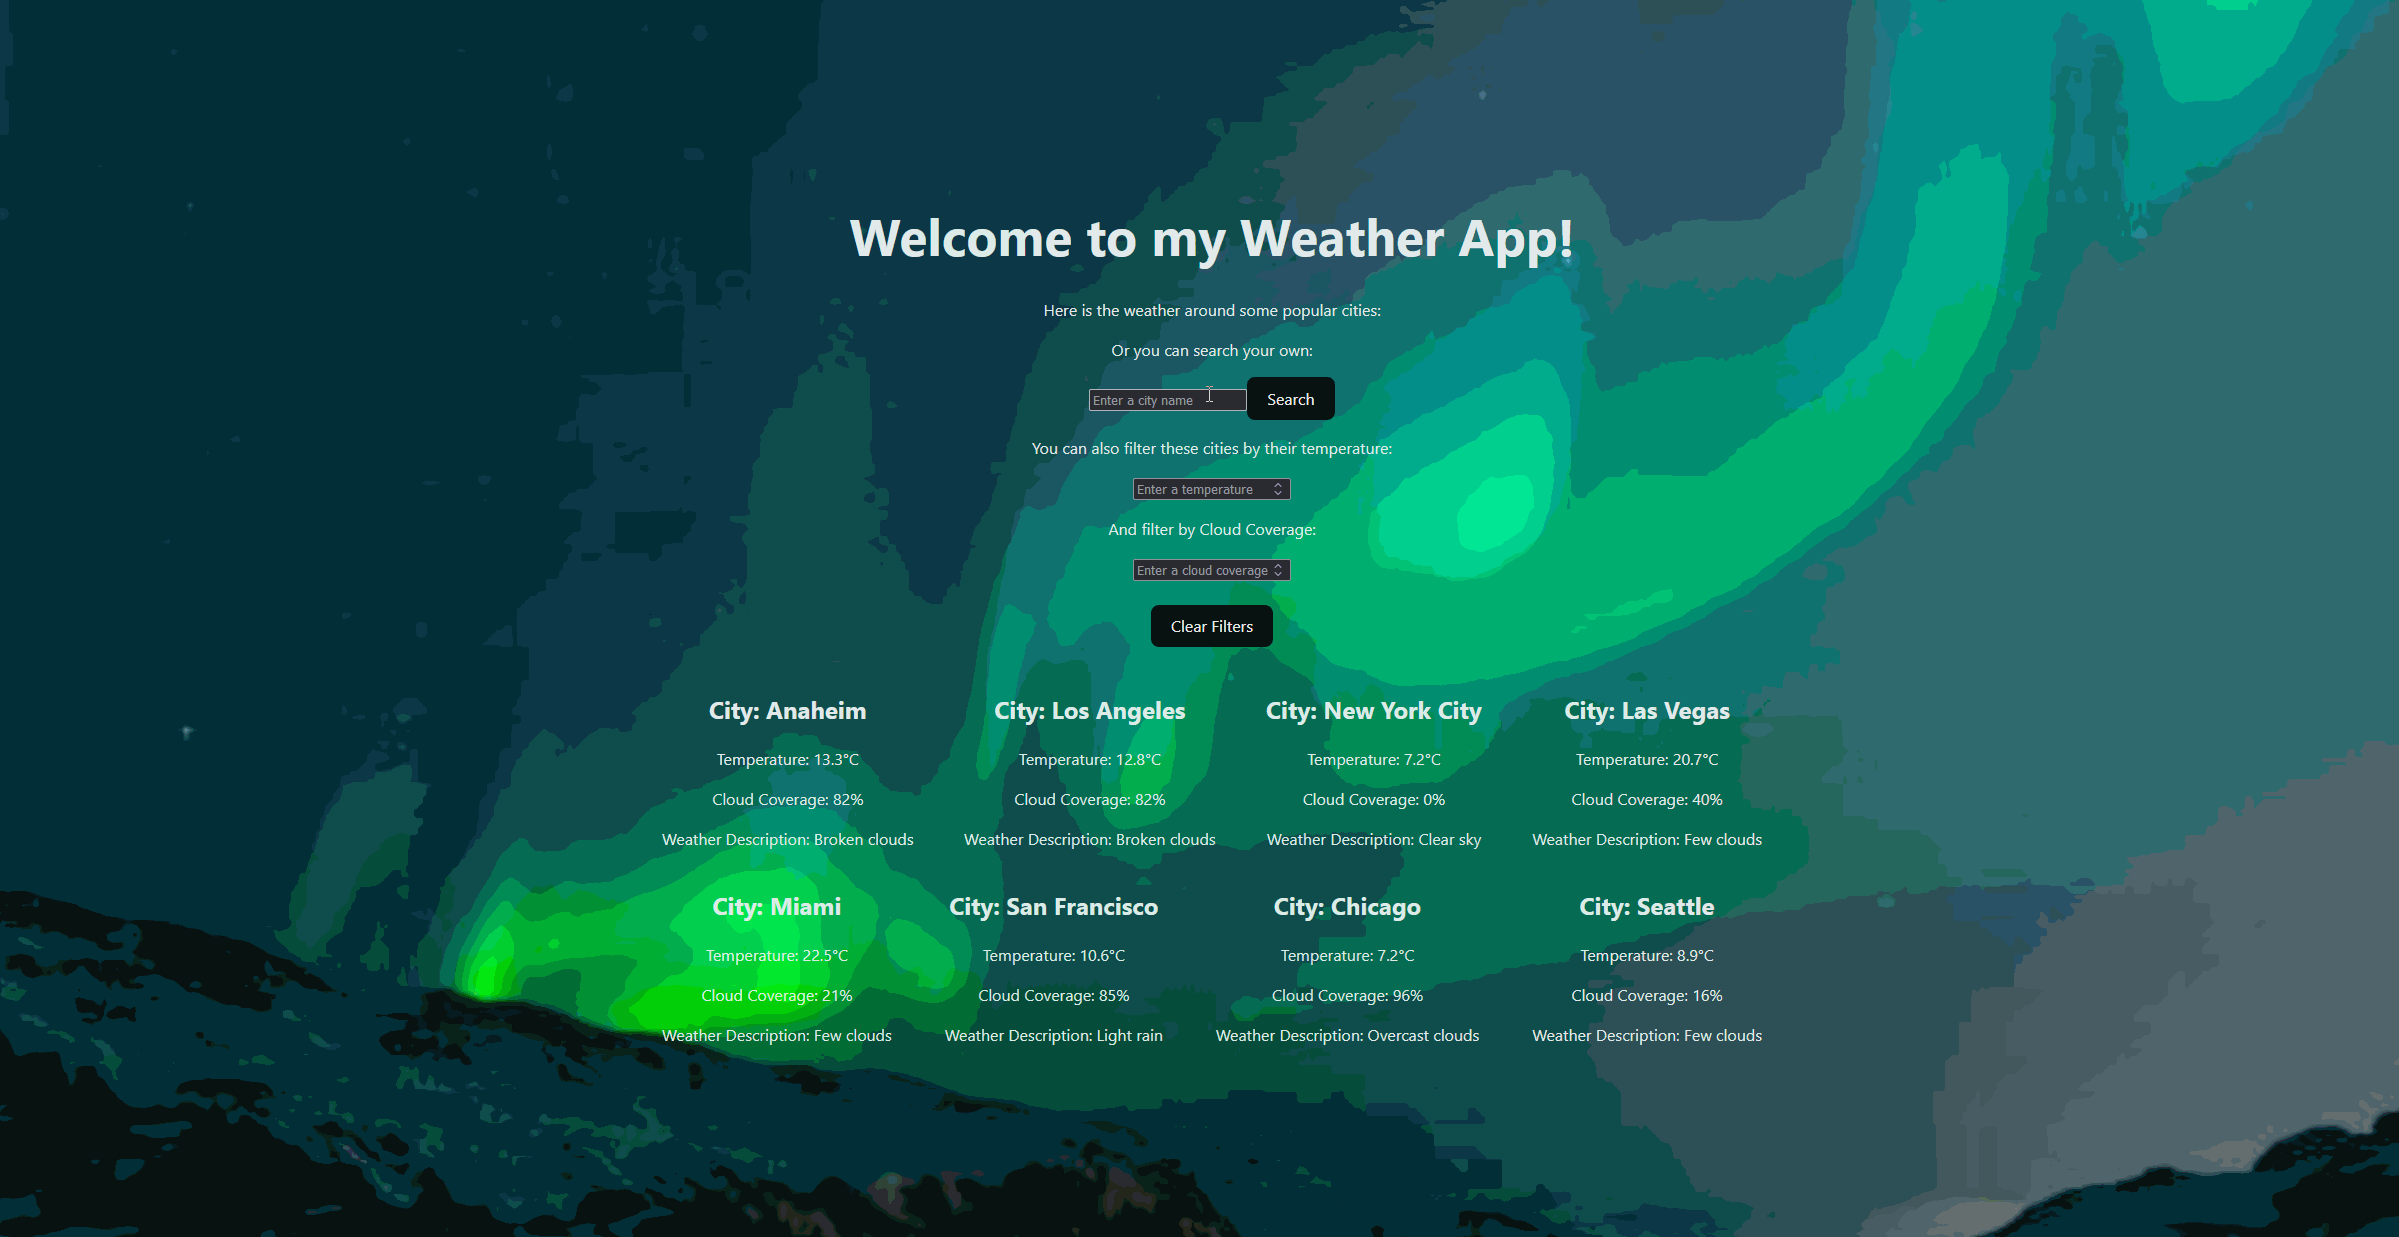 Welcome to my Weather App!
Here is the weather around some popular cities:
Or you can search your own:
Enter a city name
Search
You can also filter these cities by their temperature:
Enter a temperature
And filter by Cloud Coverage:
Enter a cloud coverage
Clear Filters
City: Anaheim
Temperature: 13.3°C
Cloud Coverage: 82%
Weather Description: Broken clouds
City: Los Angeles
Temperature: 12.8°C
Cloud Coverage: 82%
Weather Description: Broken clouds
City: New York City
Temperature: 7.2°C
Cloud Coverage: 0%
Weather Description: Clear sky
City: Las Vegas
Temperature: 20.7°C
Cloud Coverage: 40%
Weather Description: Few clouds
City: Miami
Temperature: 22.5°C
Cloud Coverage: 21%
Weather Description: Few clouds
City: San Francisco
Temperature: 10.6°C
Cloud Coverage: 85%
Weather Description: Light rain
City: Chicago
Temperature: 7.2°C
Cloud Coverage: 96%
Weather Description: Overcast clouds
City: Seattle
Temperature: 8.9°C
Cloud Coverage: 16%
Weather Description: Few clouds